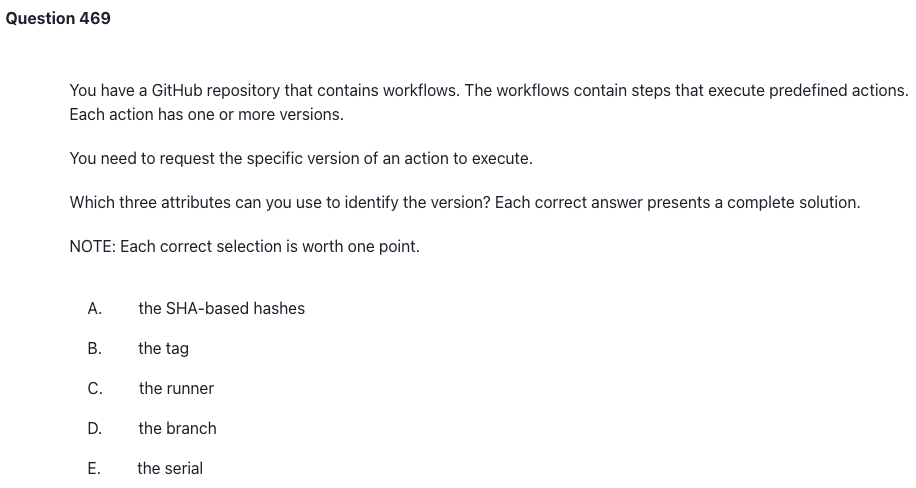 Question 469
You have a GitHub repository that contains workflows. The workflows contain steps that execute predefined actions.
Each action has one or more versions.
You need to request the specific version of an action to execute.
Which three attributes can you use to identify the version? Each correct answer presents a complete solution.
NOTE: Each correct selection is worth one point.
A. the SHA-based hashes
B. the tag
C. the runner
D. the branch
E. the serial